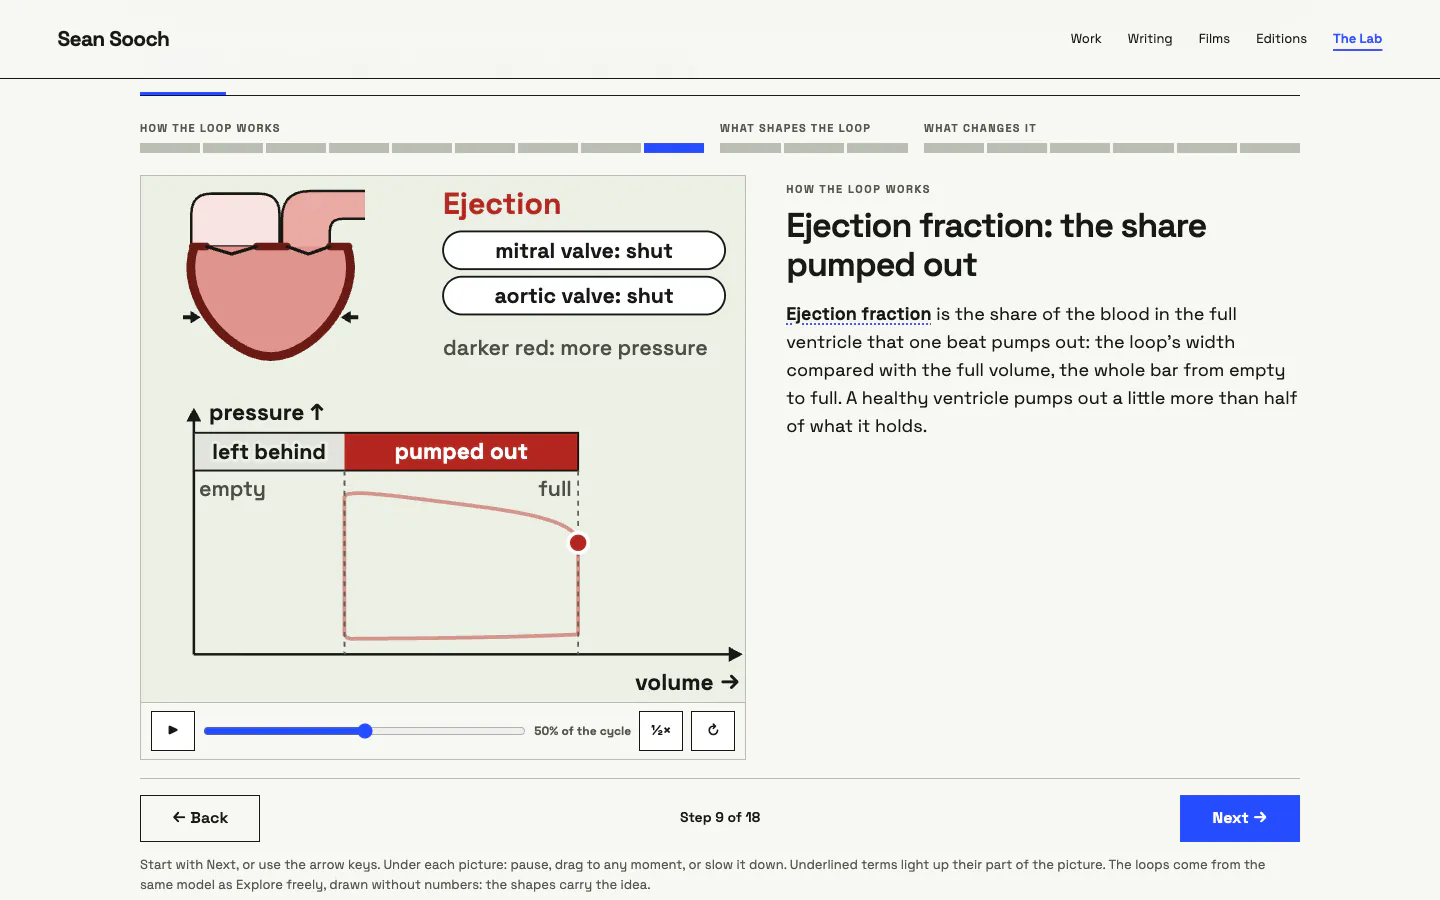 Sean Sooch
Work
Writing
Films
Editions
The Lab
HOW THE LOOP WORKS
WHAT SHAPES THE LOOP
WHAT CHANGES IT
Ejection
mitral valve: shut
aortic valve: shut
darker red: more pressure
pressure ↑
left behind
pumped out
empty
full
volume →
50% of the cycle
½×
HOW THE LOOP WORKS
Ejection fraction: the share
pumped out
Ejection fraction is the share of the blood in the full
ventricle that one beat pumps out: the loop's width
compared with the full volume, the whole bar from empty
to full. A healthy ventricle pumps out a little more than half
of what it holds.
← Back
Step 9 of 18
Next →
Start with Next, or use the arrow keys. Under each picture: pause, drag to any moment, or slow it down. Underlined terms light up their part of the picture. The loops come from the
same model as Explore freely, drawn without numbers: the shapes carry the idea.